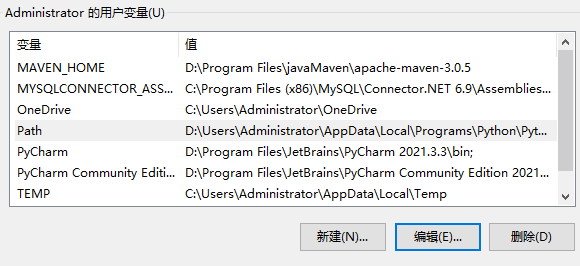 Administrator 的用户变量(U)
变量 值
MAVEN_HOME D:\Program Files\javaMaven\apache-maven-3.0.5
MYSQLCONNECTOR_ASS... C:\Program Files (x86)\MySQL\Connector.NET 6.9\Assemblies...
OneDrive C:\Users\Administrator\OneDrive
Path D:\Users\Administrator\AppData\Local\Programs\Python\Pyt...
PyCharm D:\Program Files\JetBrains\PyCharm 2021.3.3\bin;
PyCharm Community Editi... D:\Program Files\JetBrains\PyCharm Community Edition 2021...
TEMP C:\Users\Administrator\AppData\Local\Temp
新建(N)... 编辑(E)... 删除(D)